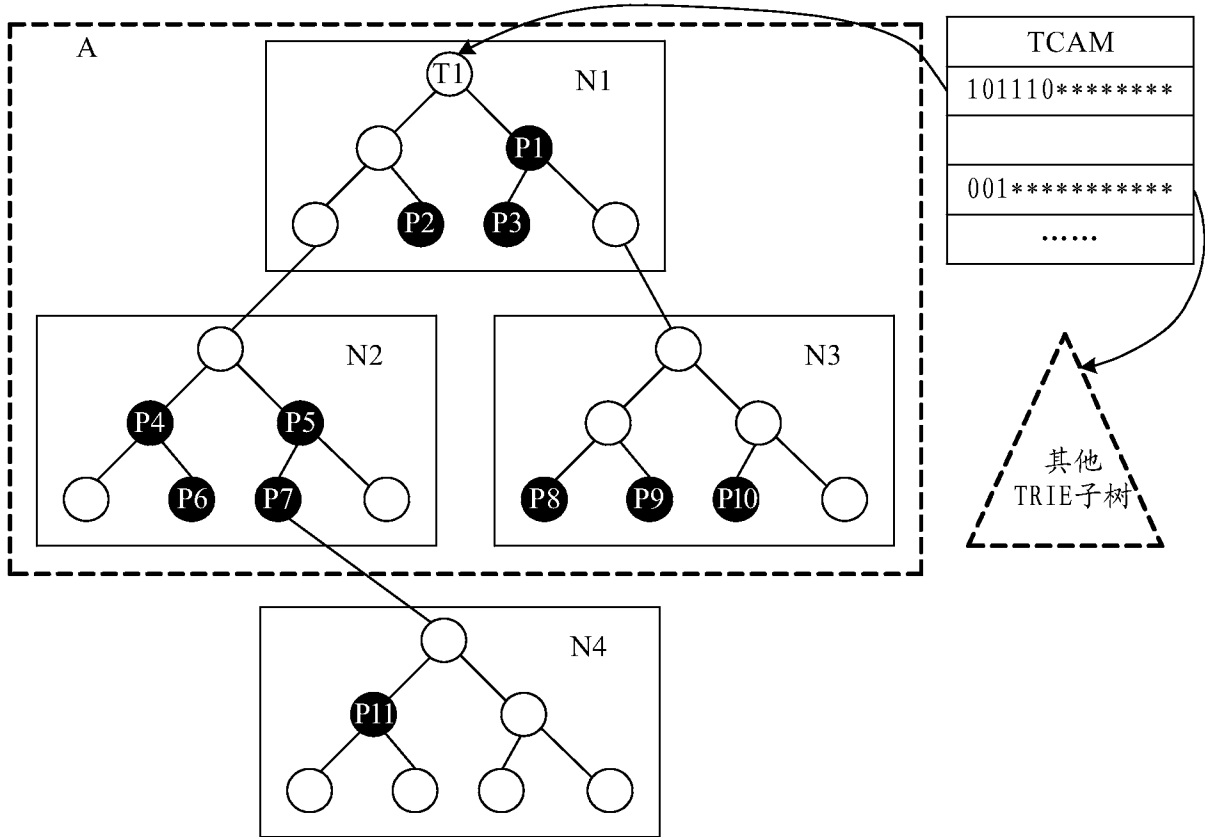 A
T1
N1
P1
P2
P3
TCAM
101110********
001***********
……
N2
P4
P5
P6
P7
N3
P8
P9
P10
其他
TRIE子树
N4
P11